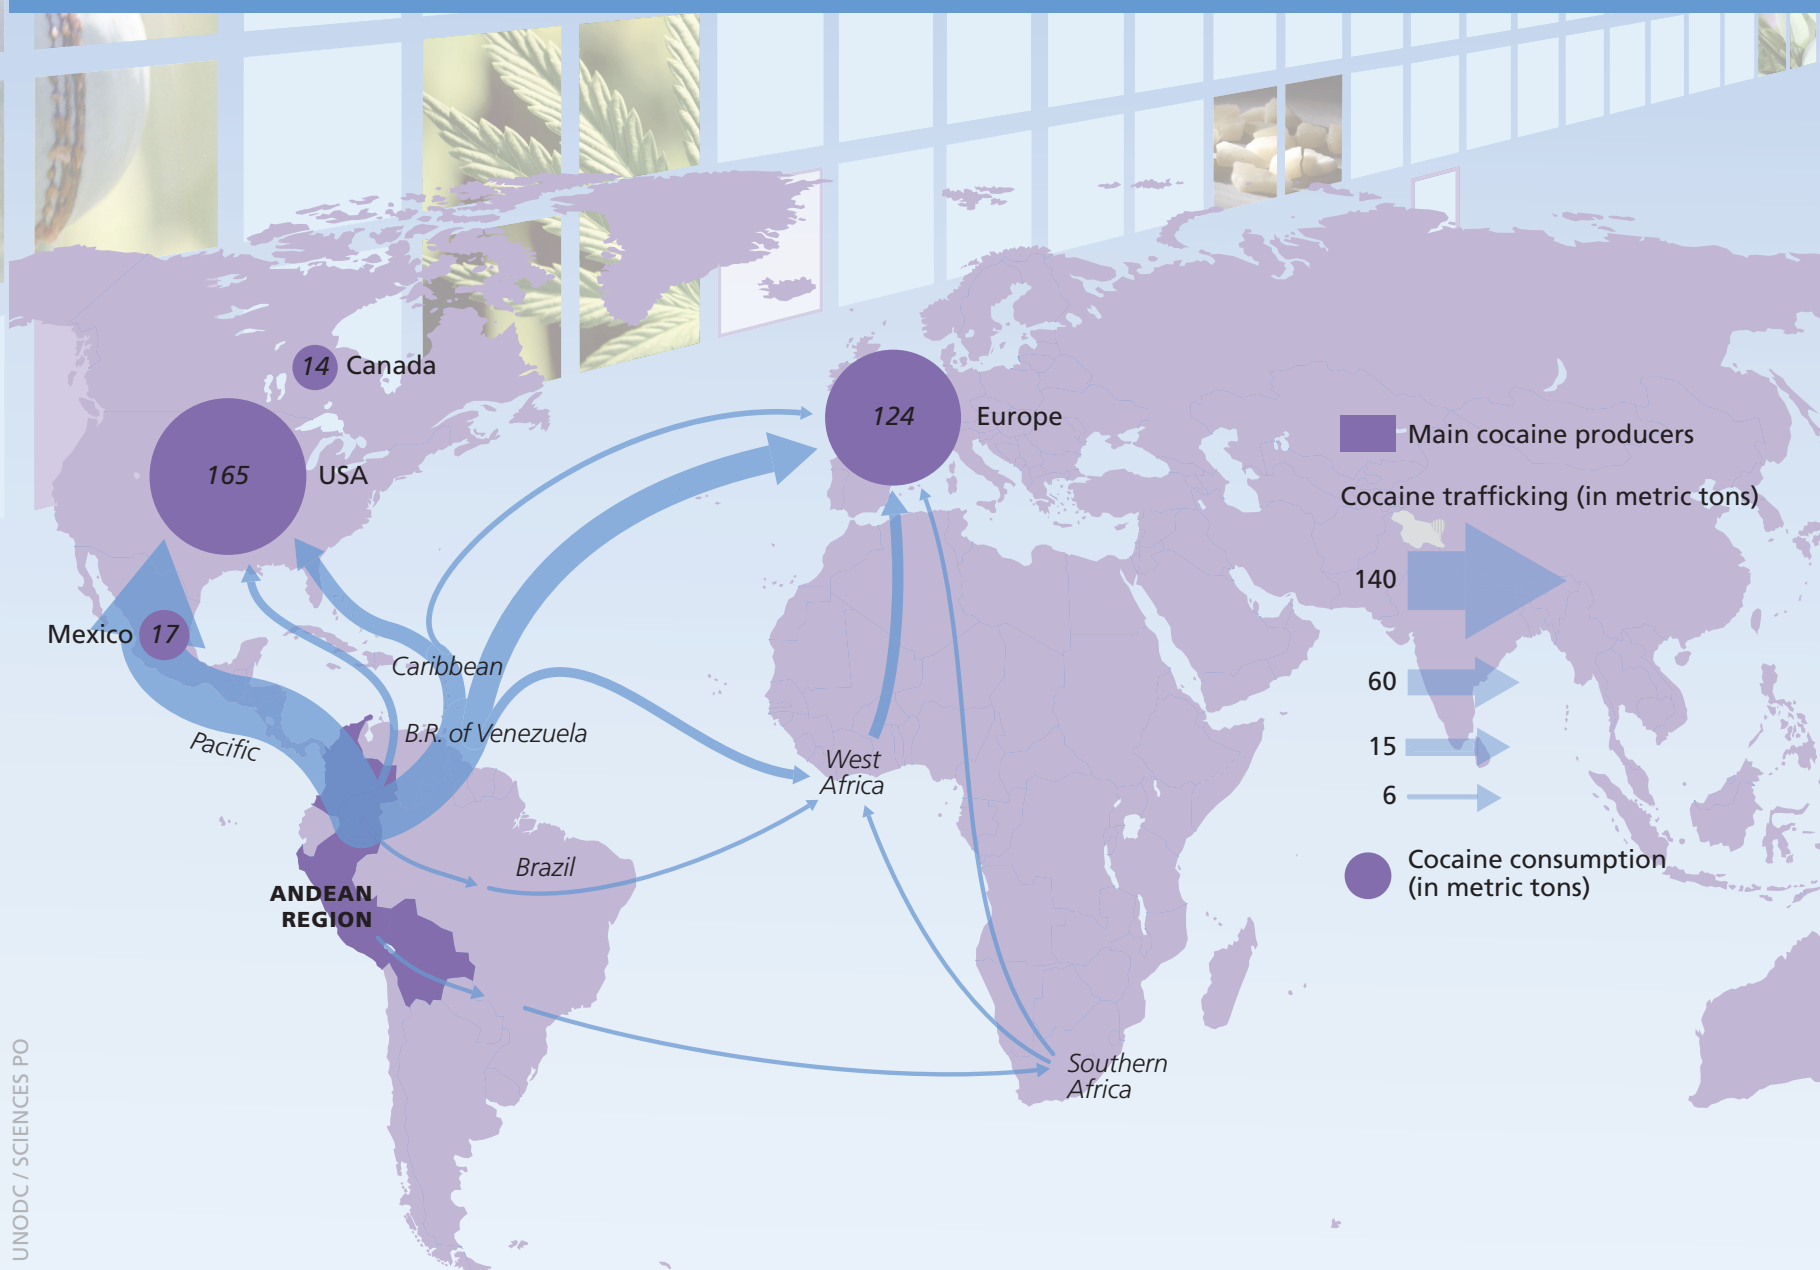 14 Canada
165 USA
124 Europe
Mexico 17
Caribbean
B.R. of Venezuela
Pacific
West
Africa
Brazil
ANDEAN
REGION
Southern
Africa
Main cocaine producers
Cocaine trafficking (in metric tons)
140
60
15
6
Cocaine consumption
(in metric tons)
UNODC / SCIENCES PO